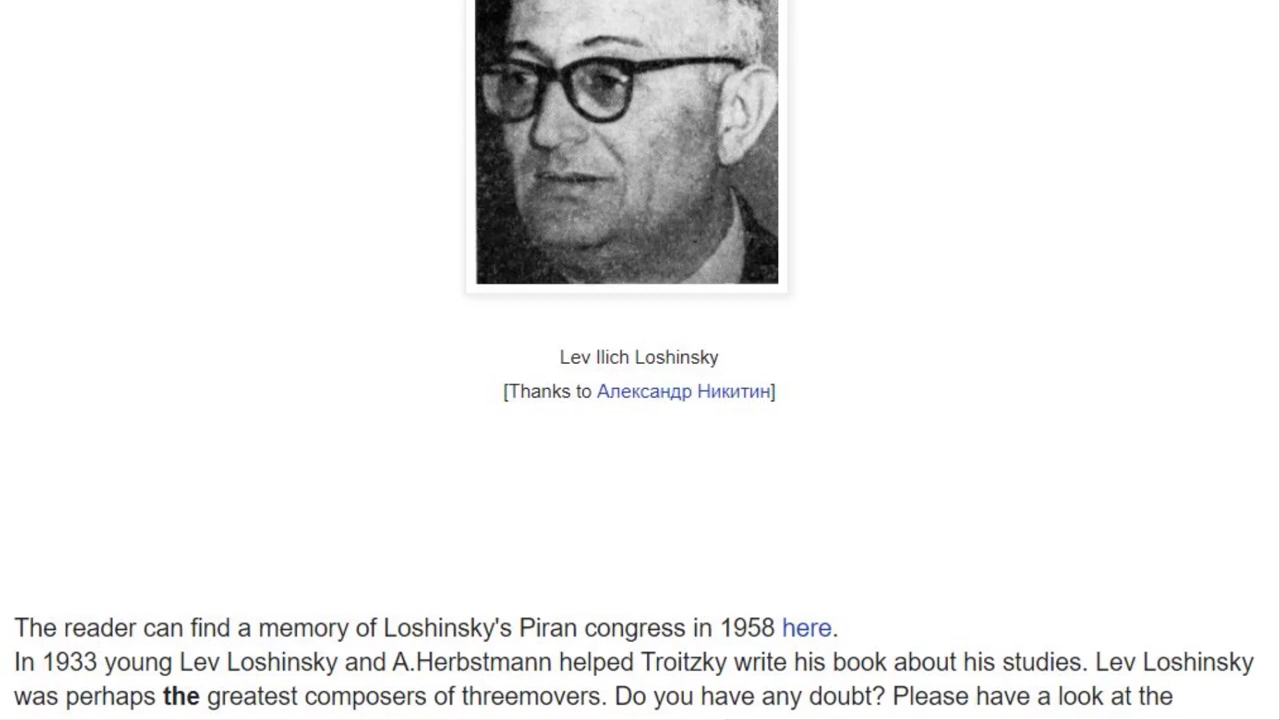 Lev Ilich Loshinsky
[Thanks to Александр Никитин]
The reader can find a memory of Loshinsky's Piran congress in 1958 here.
In 1933 young Lev Loshinsky and A.Herbstmann helped Troitzky write his book about his studies. Lev Loshinsky
was perhaps the greatest composers of threemovers. Do you have any doubt? Please have a look at the